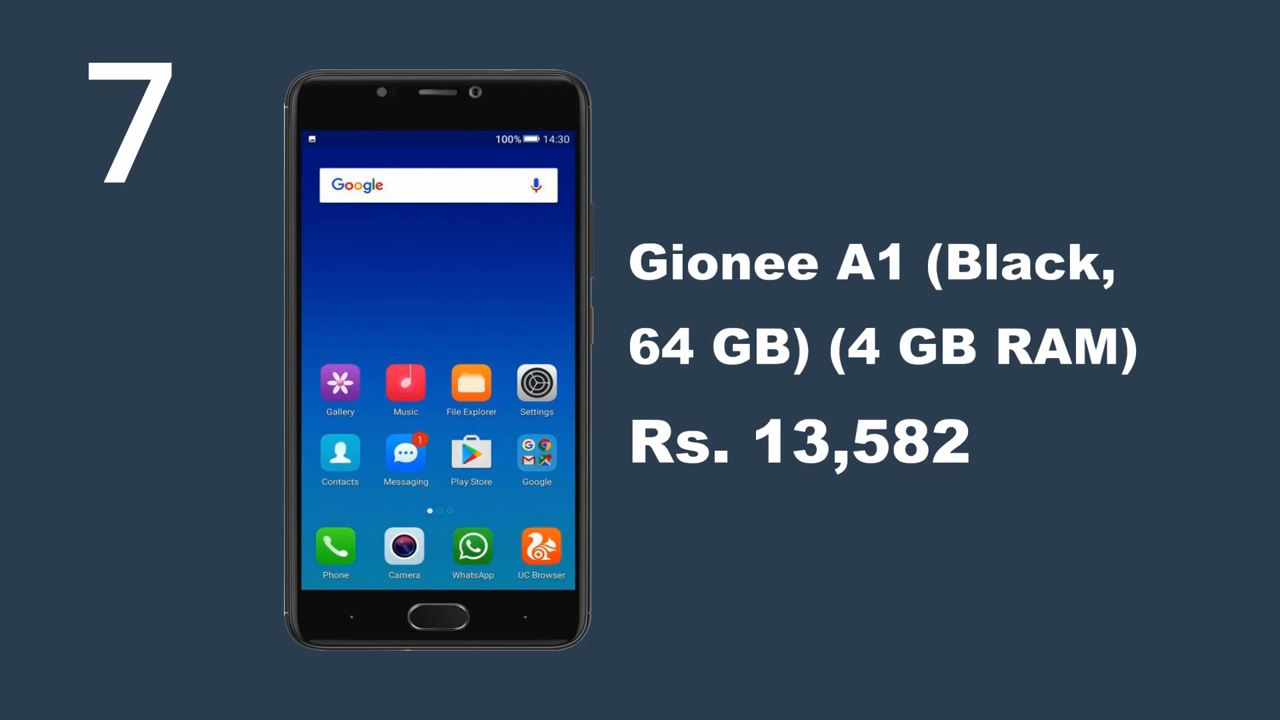 7
100% 14:30
Google
Gionee A1 (Black,
64 GB) (4 GB RAM)
Rs. 13,582
Gallery Music File Explorer Settings
1
Contacts Messaging Play Store Google
Phone Camera WhatsApp UC Browser